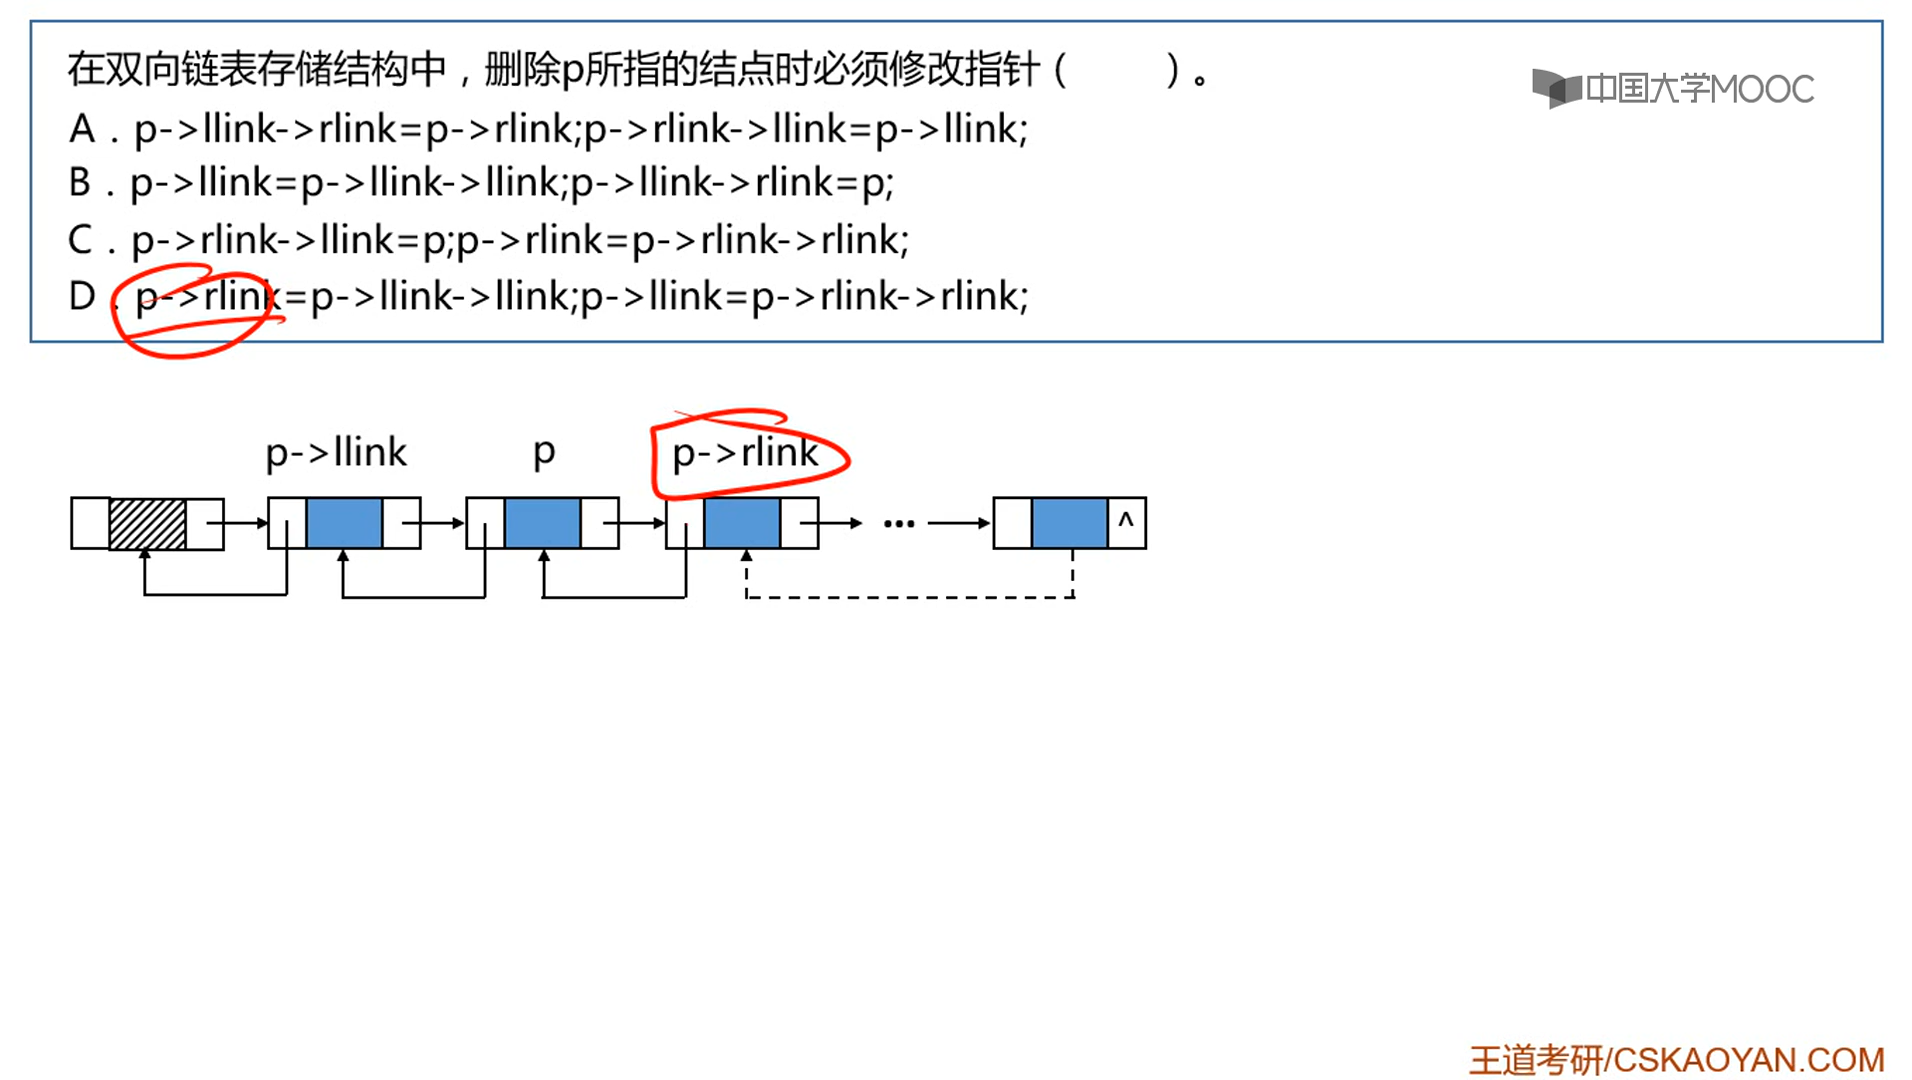 在双向链表存储结构中，删除p所指的结点时必须修改指针（　　）。
中国大学MOOC
A．p->llink->rlink=p->rlink;p->rlink->llink=p->llink;
B．p->llink=p->llink->llink;p->llink->rlink=p;
C．p->rlink->llink=p;p->rlink=p->rlink->rlink;
D．p->rlink=p->llink->llink;p->llink=p->rlink->rlink;
p->llink p p->rlink
... ^
王道考研/CSKAOYAN.COM